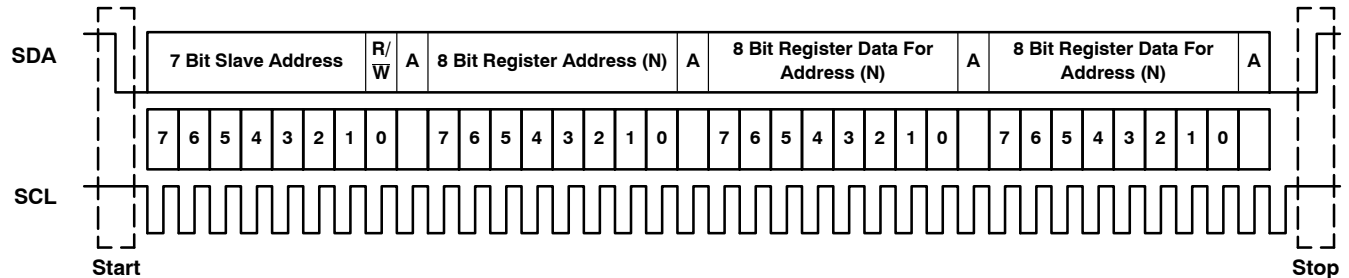 SDA
7 Bit Slave Address
R/
W
A
8 Bit Register Address (N)
A
8 Bit Register Data For
Address (N)
A
8 Bit Register Data For
Address (N)
A
7 6 5 4 3 2 1 0 7 6 5 4 3 2 1 0 7 6 5 4 3 2 1 0 7 6 5 4 3 2 1 0
SCL
Start
Stop